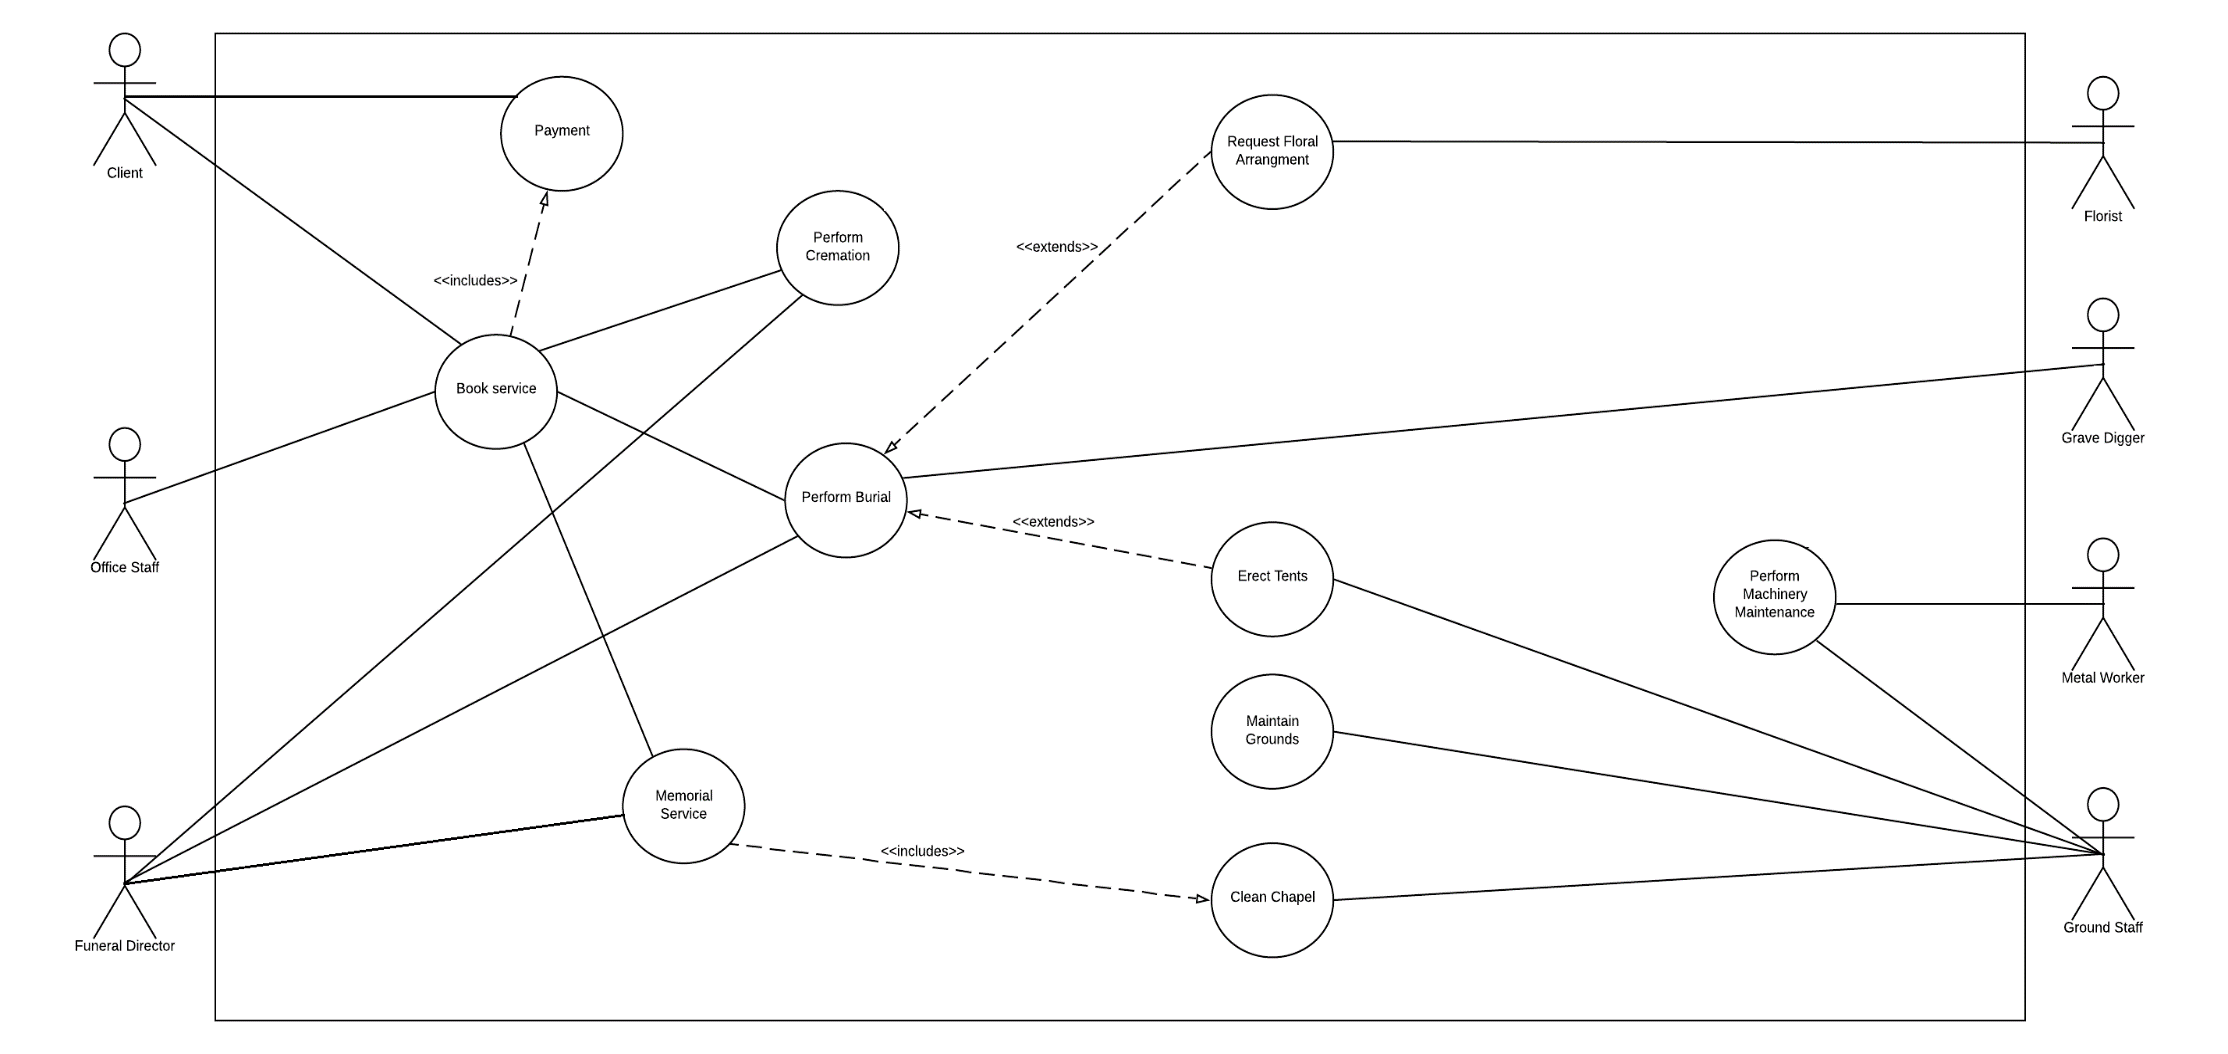 Client
Payment
Request Floral
Arrangment
Florist
Perform
Cremation
<<extends>>
<<includes>>
Book service
Grave Digger
Perform Burial
<<extends>>
Office Staff
Erect Tents
Perform
Machinery
Maintenance
Metal Worker
Maintain
Grounds
Memorial
Service
<<includes>>
Clean Chapel
Funeral Director
Ground Staff